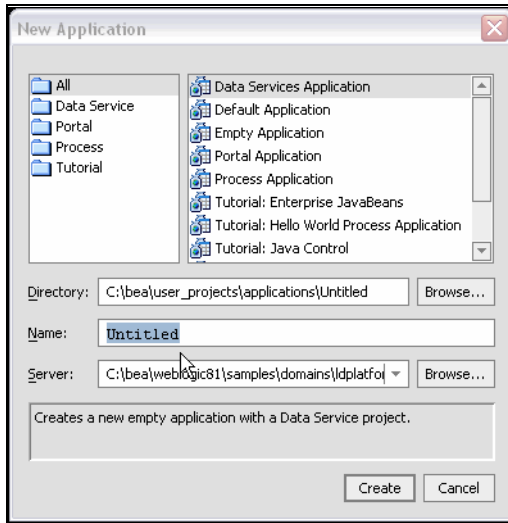 New Application
All
Data Service
Portal
Process
Tutorial
Data Services Application
Default Application
Empty Application
Portal Application
Process Application
Tutorial: Enterprise JavaBeans
Tutorial: Hello World Process Application
Tutorial: Java Control
Directory: C:\bea\user_projects\applications\Untitled Browse...
Name: Untitled
Server: C:\bea\weblogic81\samples\domains\ldplatfor Browse...
Creates a new empty application with a Data Service project.
Create Cancel